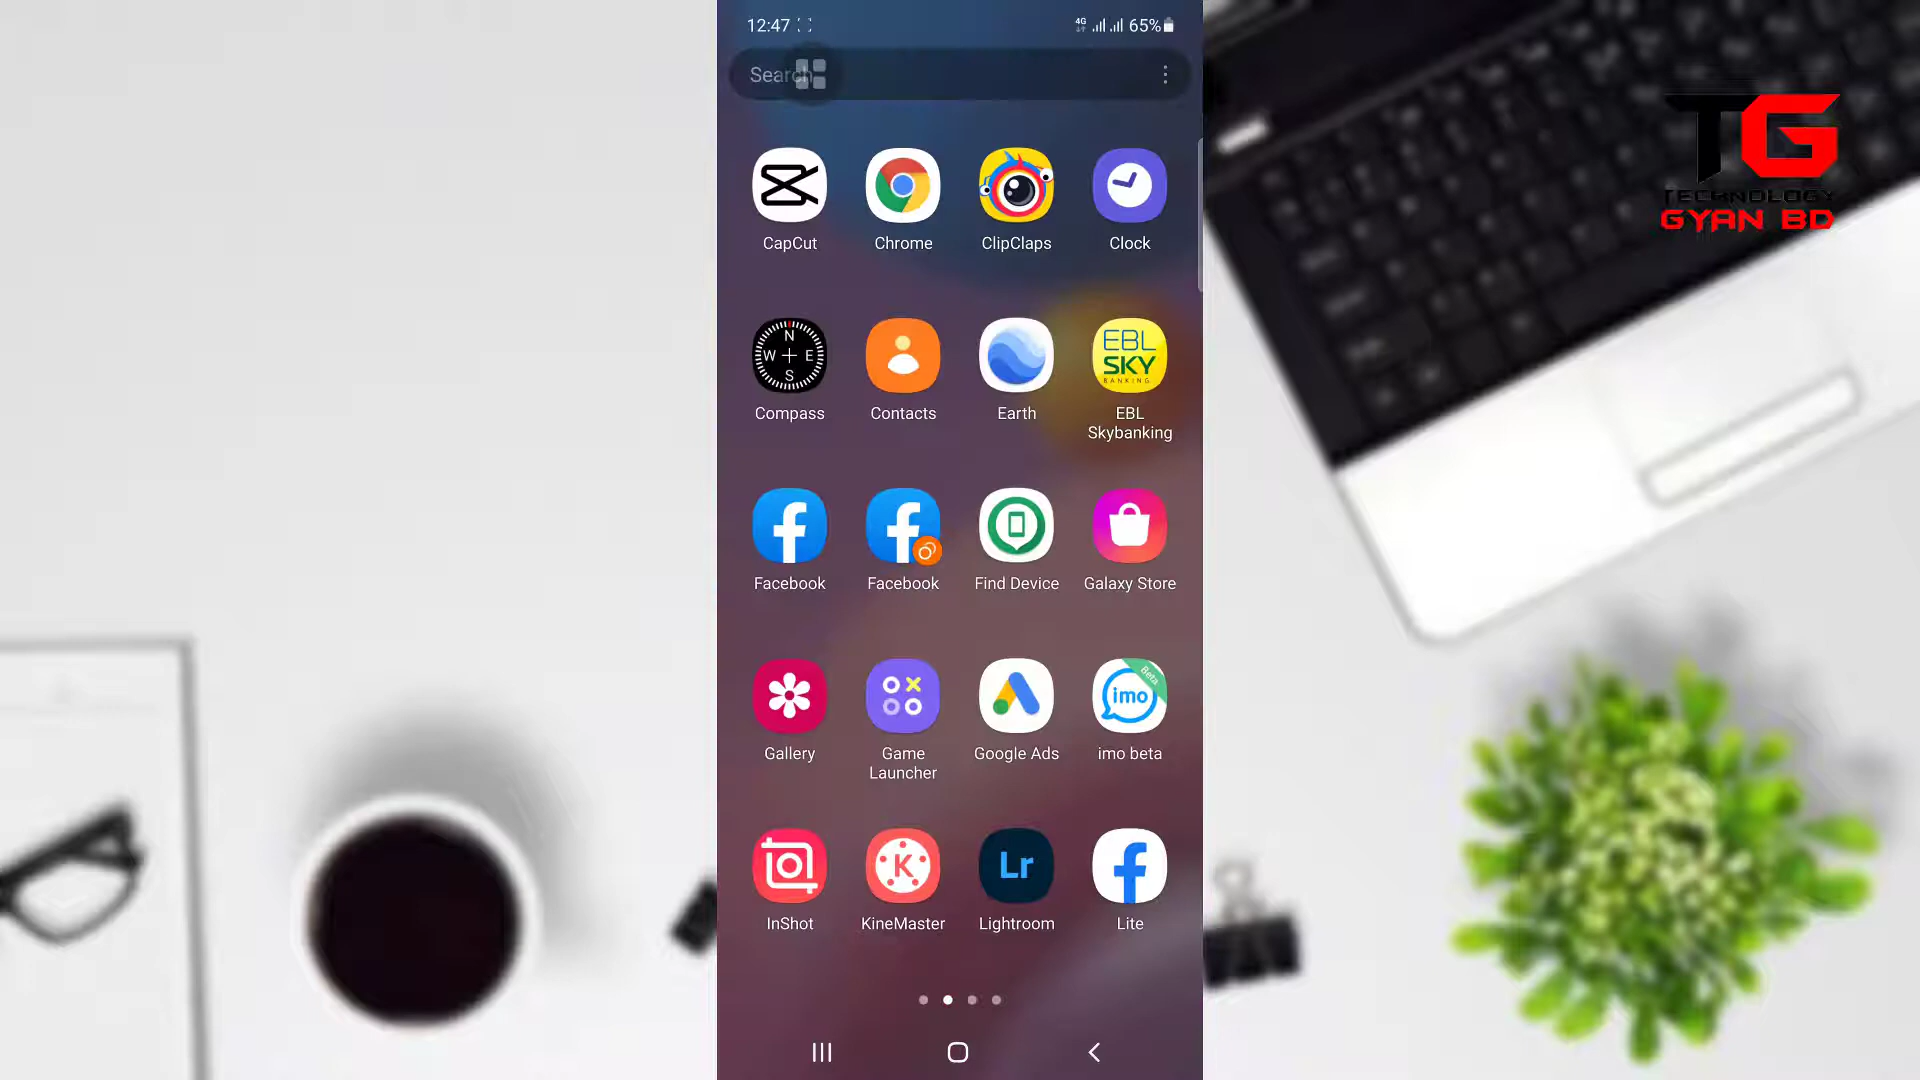 12:47
4G
65%
Search
CapCut
Chrome
ClipClaps
Clock
N
W E
S
EBL
SKY
BANKING
Compass
Contacts
Earth
EBL
Skybanking
Facebook
Facebook
Find Device
Galaxy Store
Beta
imo
Gallery
Game
Launcher
Google Ads
imo beta
K
Lr
InShot
KineMaster
Lightroom
Lite
TG
TECHNOLOGY
GYAN BD